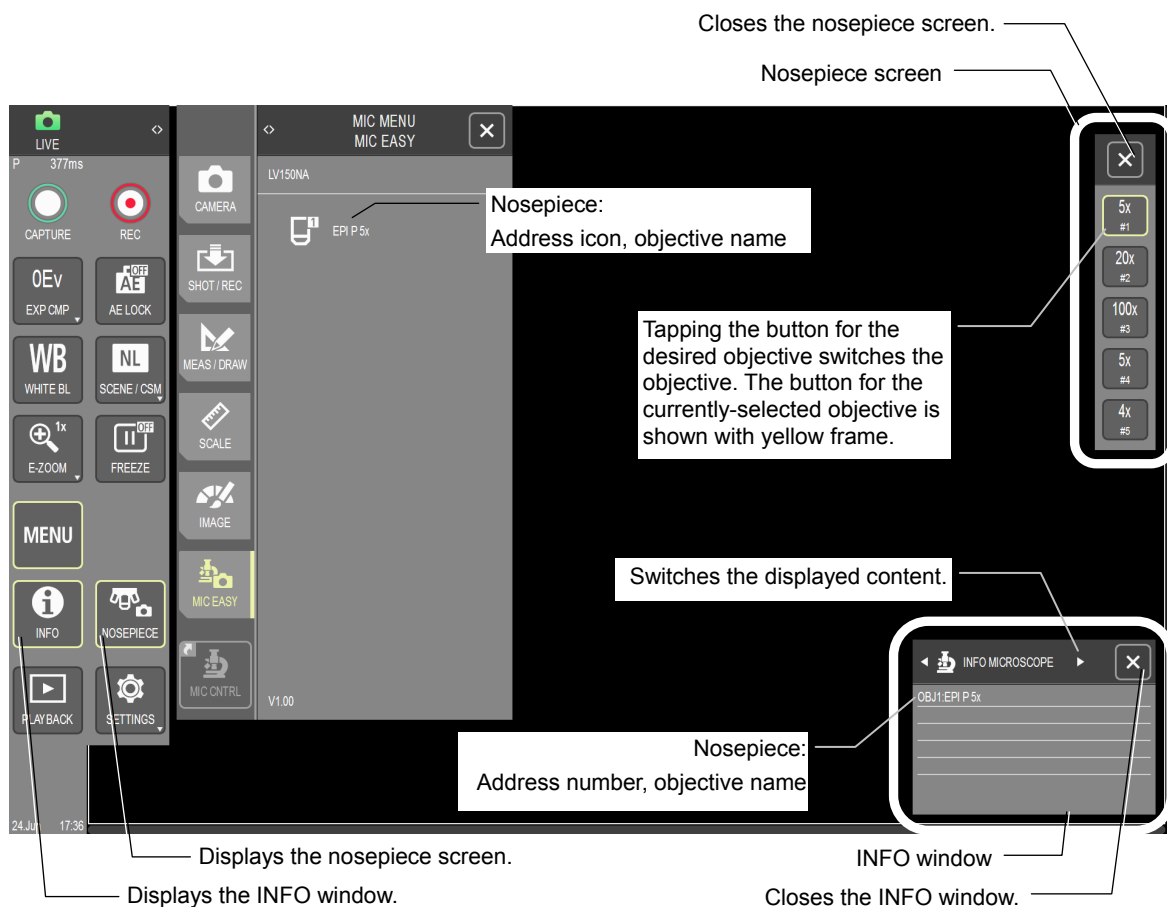 Closes the nosepiece screen.
Nosepiece screen
LIVE
P 377ms
CAPTURE
REC
0Ev
EXP CMP
OFF
AE
AE LOCK
WB
WHITE BL
NL
SCENE / CSM
1x
E-ZOOM
OFF
FREEZE
MENU
INFO
NOSEPIECE
PLAYBACK
SETTINGS
24.Jun 17:36
CAMERA
SHOT / REC
MEAS / DRAW
SCALE
IMAGE
MIC EASY
MIC CNTRL
MIC MENU
MIC EASY
LV150NA
1
EPI P 5x
V1.00
Nosepiece:
Address icon, objective name
5x
#1
20x
#2
100x
#3
5x
#4
4x
#5
Tapping the button for the
desired objective switches the
objective. The button for the
currently-selected objective is
shown with yellow frame.
Switches the displayed content.
INFO MICROSCOPE
OBJ1:EPI P 5x
Nosepiece:
Address number, objective name
Displays the nosepiece screen.
Displays the INFO window.
INFO window
Closes the INFO window.